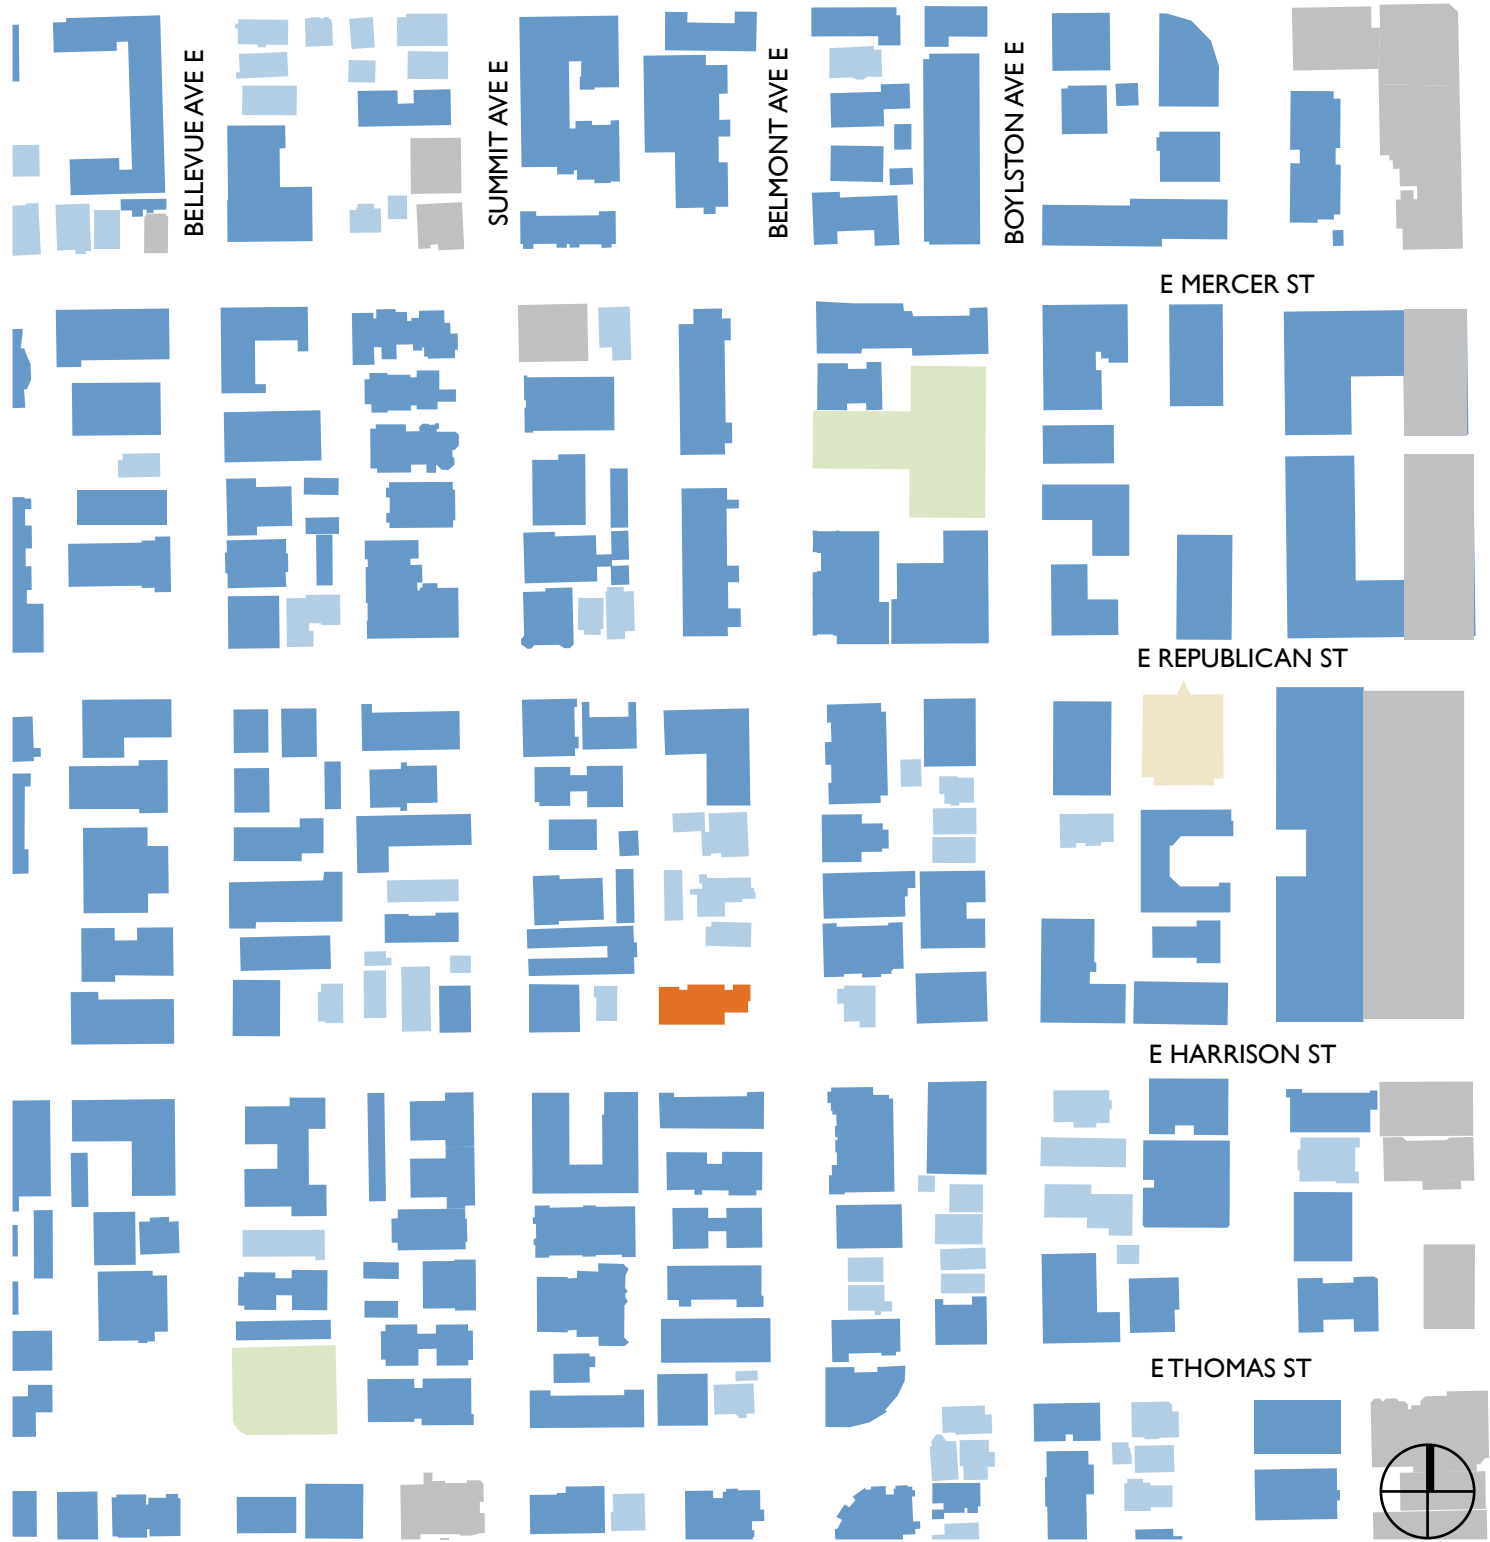 BELLEVUE AVE E
SUMMIT AVE E
BELMONT AVE E
BOYLSTON AVE E
E MERCER ST
E REPUBLICAN ST
E HARRISON ST
E THOMAS ST